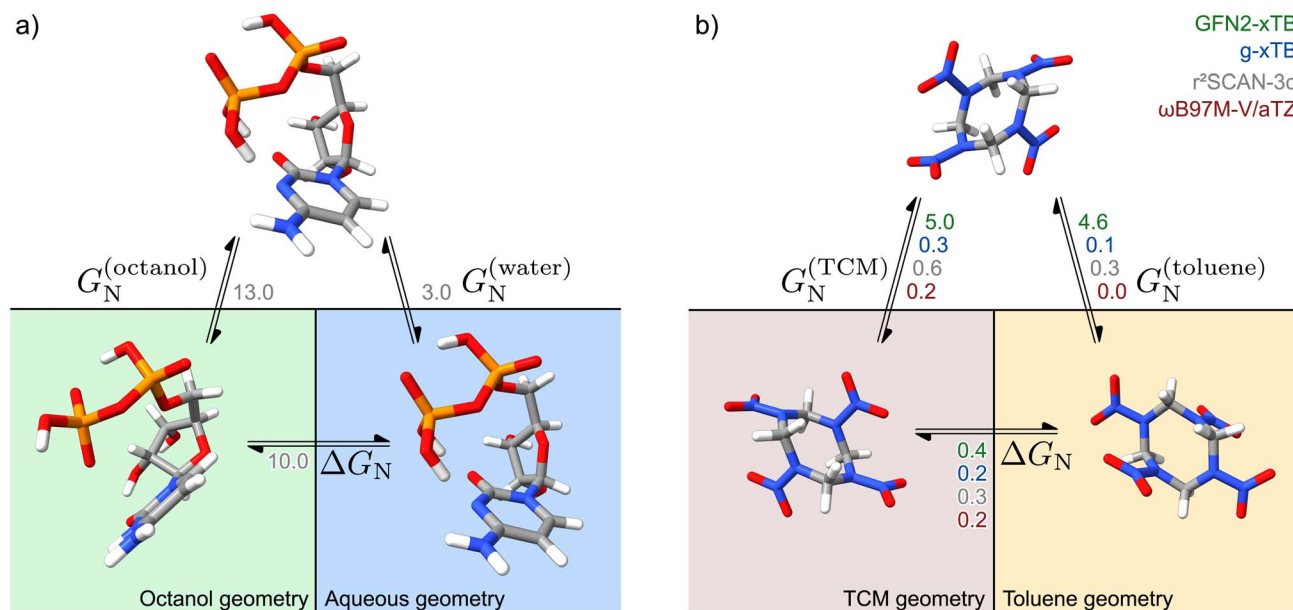 a)
G_N^(octanol)
13.0
3.0
G_N^(water)
10.0
ΔG_N
Octanol geometry
Aqueous geometry
b)
GFN2-xTB
g-xTB
r²SCAN-3c
ωB97M-V/aTZ
G_N^(TCM)
5.0
0.3
0.6
0.2
4.6
0.1
0.3
0.0
G_N^(toluene)
0.4
0.2
0.3
0.2
ΔG_N
TCM geometry
Toluene geometry